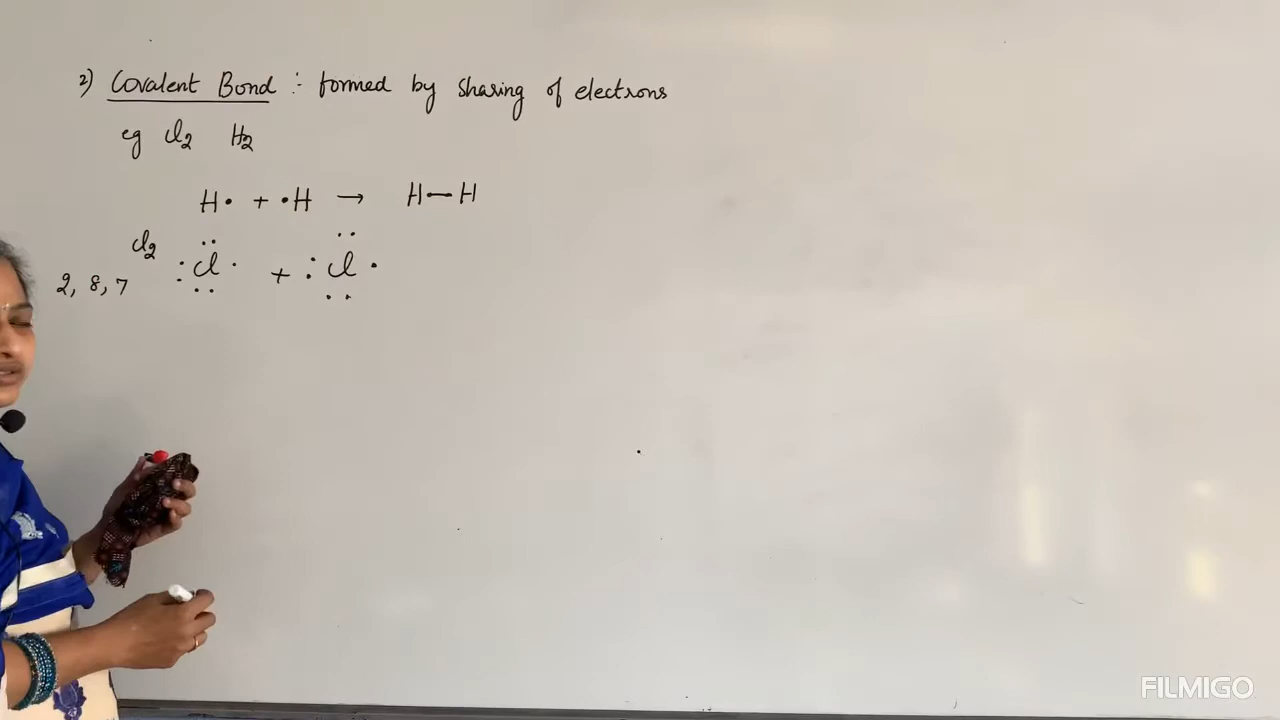 2) Covalent Bond :- formed by sharing of electrons
eg Cl2 H2
H• + •H → H—H
Cl2
2, 8, 7 Cl + Cl
FILMIGO